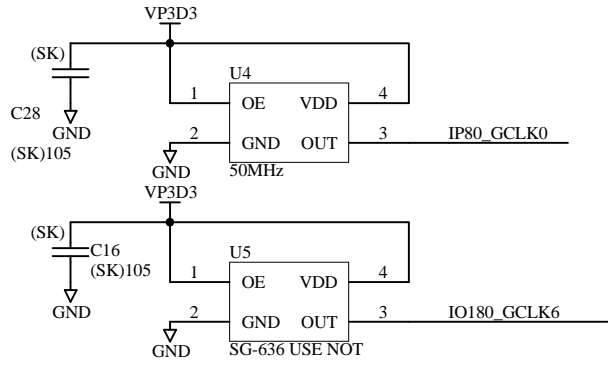 VP3D3
(SK)
C28
GND
(SK)105
U4
1 OE VDD 4
2 GND OUT 3 IP80_GCLK0
GND
50MHz
VP3D3
(SK)
C16
(SK)105
GND
U5
1 OE VDD 4
2 GND OUT 3 IO180_GCLK6
GND
SG-636 USE NOT